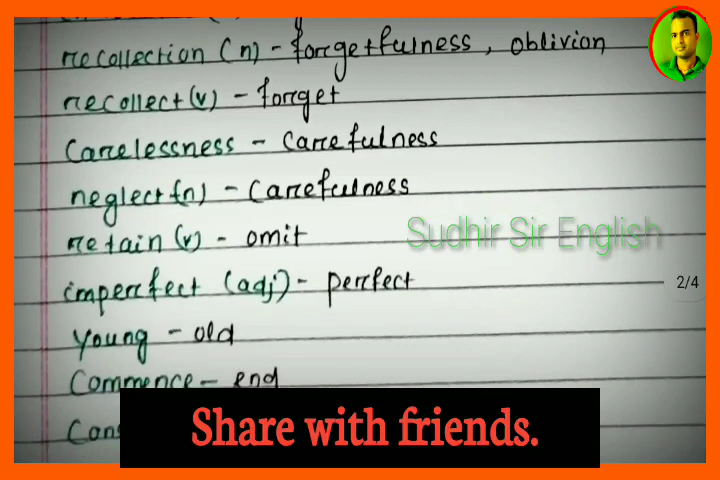 recollection (n) - forgetfulness, oblivion
recollect (v) - forget
Carelessness - Carefulness
neglect (n) - Carefulness
retain (v) - omit
Sudhir Sir English
imperfect (adj) - perfect
2/4
young - old
Commence - end
Share with friends.